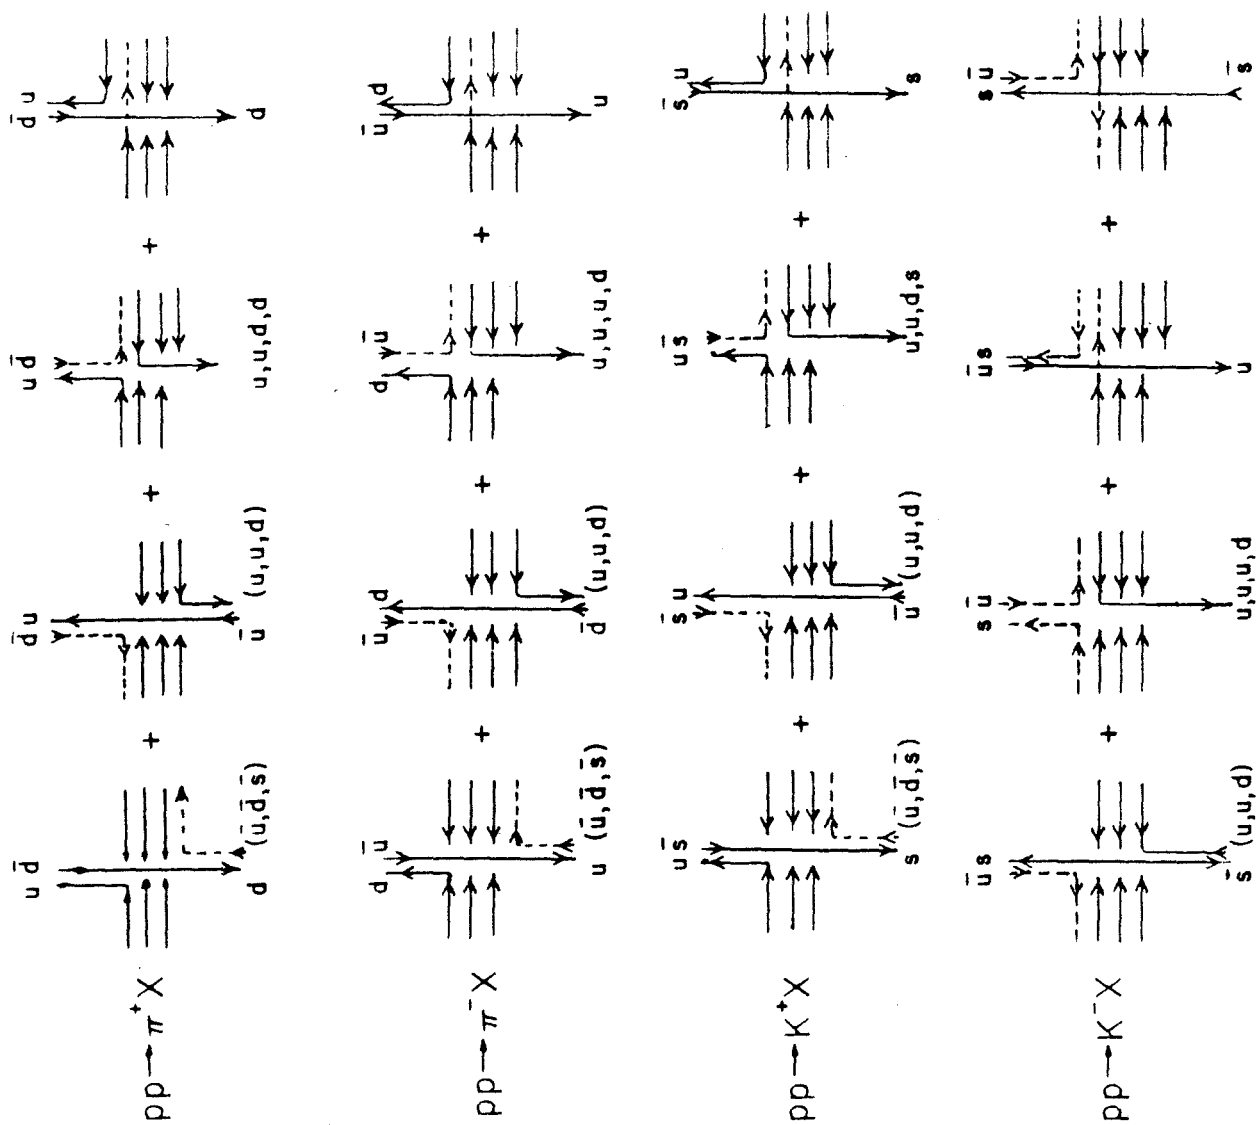 u d̄ d̄ u u d̄ d̄ u
pp→π⁺X + + +
d (ū,d̄,s̄) ū (u,u,d) u,u,d,d d
d ū ū d d ū ū d
pp→π⁻X + + +
u (ū,d̄,s̄) d̄ (u,u,d) u,u,u,d u
u s̄ s̄ u u s̄ s̄ u
pp→K⁺X + + +
s (ū,d̄,s̄) ū (u,u,d) u,u,d,s s
ū s s ū ū s s ū
pp→K⁻X + + +
s̄ (u,u,d) u,u,u,d u s̄